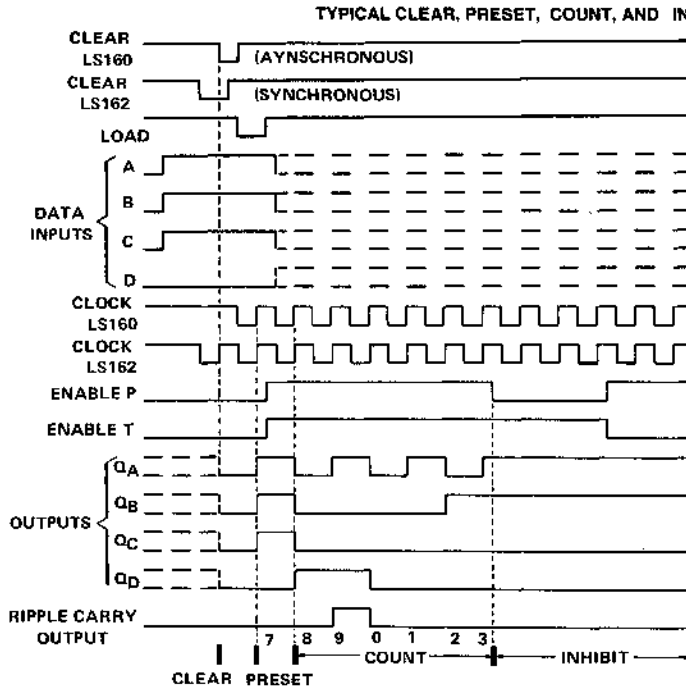 TYPICAL CLEAR, PRESET, COUNT, AND IN
CLEAR
LS160
(AYNSCHRONOUS)
CLEAR
LS162
(SYNCHRONOUS)
LOAD
DATA
INPUTS
A
B
C
D
CLOCK
LS160
CLOCK
LS162
ENABLE P
ENABLE T
OUTPUTS
QA
QB
QC
QD
RIPPLE CARRY
OUTPUT
7 8 9 0 1 2 3
COUNT
INHIBIT
CLEAR PRESET